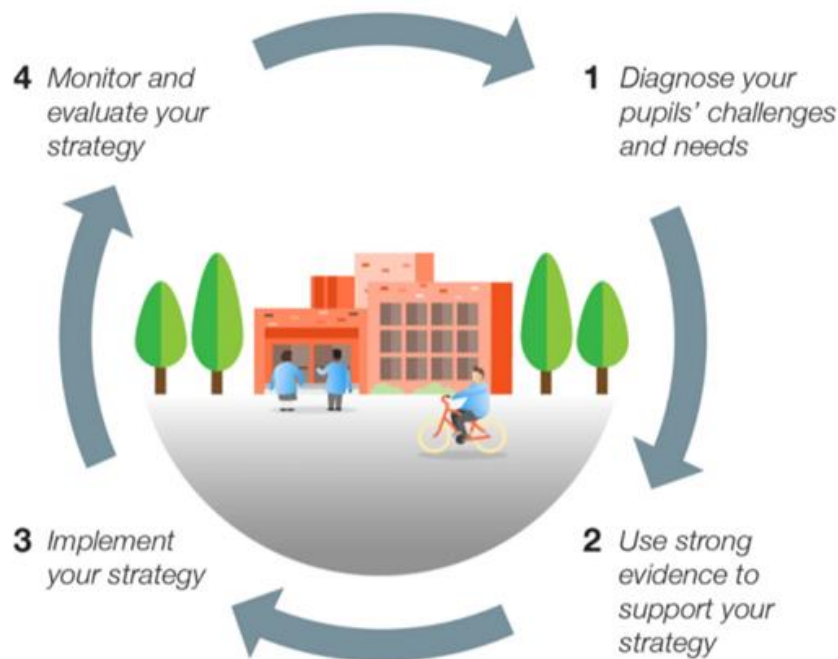 1 Diagnose your
pupils' challenges
and needs
2 Use strong
evidence to
support your
strategy
3 Implement
your strategy
4 Monitor and
evaluate your
strategy